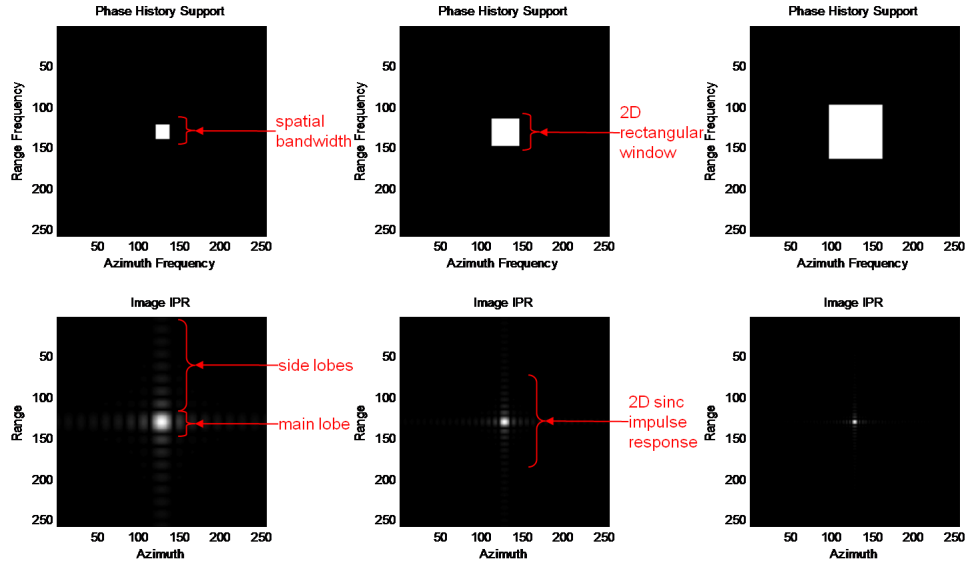 Phase History Support
Phase History Support
Phase History Support
50
100
150
200
250
Range Frequency
50 100 150 200 250
Azimuth Frequency
spatial
bandwidth
50
100
150
200
250
Range Frequency
50 100 150 200 250
Azimuth Frequency
2D
rectangular
window
50
100
150
200
250
Range Frequency
50 100 150 200 250
Azimuth Frequency
Image IPR
Image IPR
Image IPR
50
100
150
200
250
Range
50 100 150 200 250
Azimuth
side lobes
main lobe
50
100
150
200
250
Range
50 100 150 200 250
Azimuth
2D sinc
impulse
response
50
100
150
200
250
Range
50 100 150 200 250
Azimuth